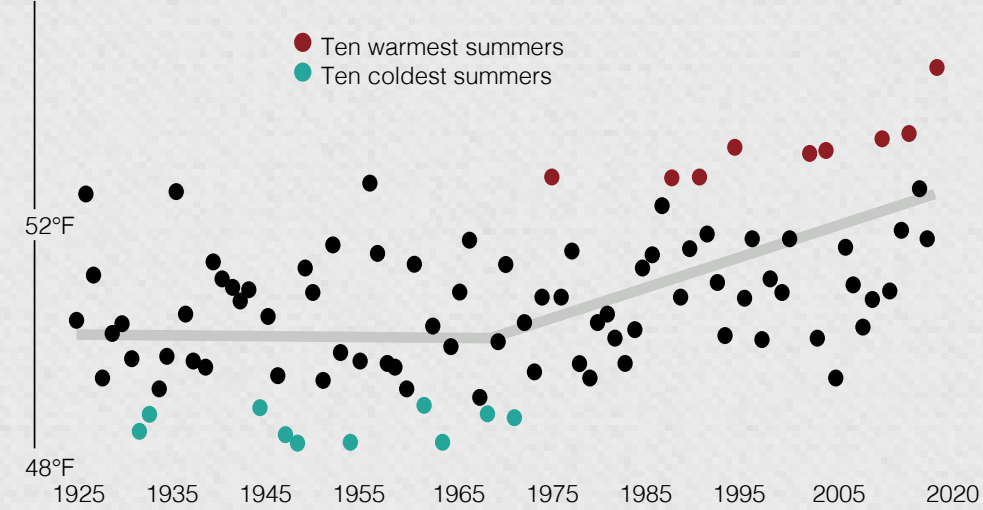 Ten warmest summers
Ten coldest summers
52°F
48°F
1925 1935 1945 1955 1965 1975 1985 1995 2005 2020